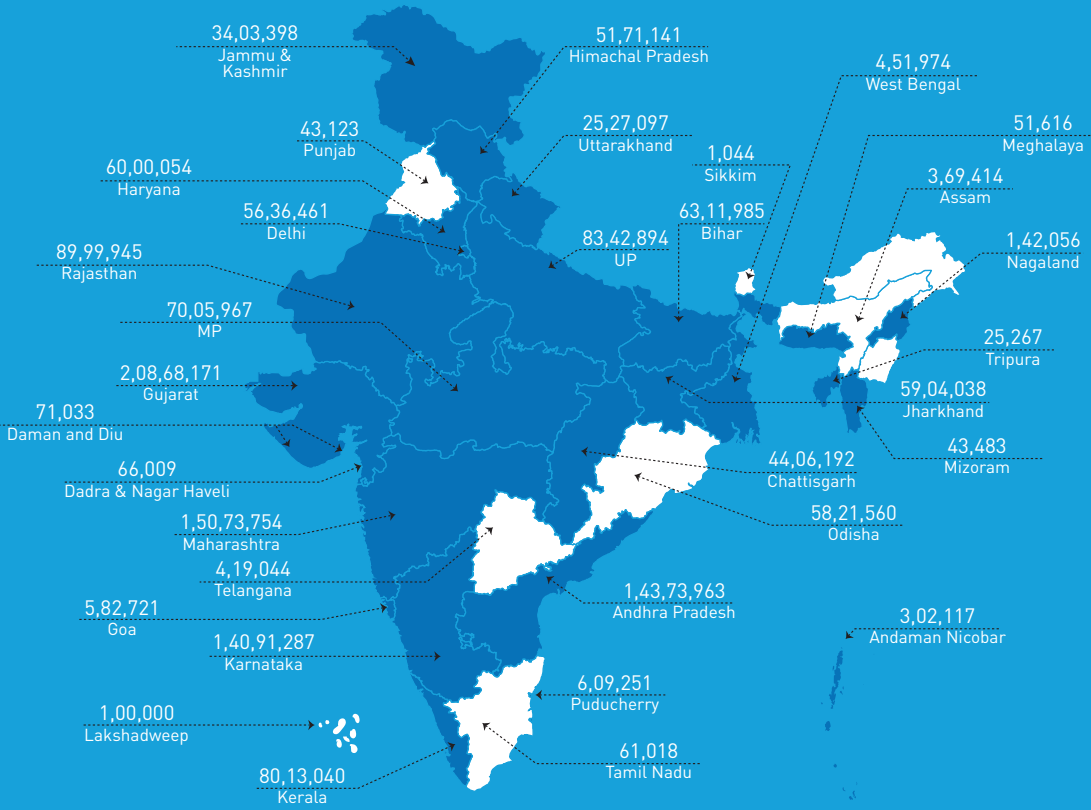 34,03,398
Jammu &
Kashmir
51,71,141
Himachal Pradesh
4,51,974
West Bengal
43,123
Punjab
25,27,097
Uttarakhand
51,616
Meghalaya
60,00,054
Haryana
1,044
Sikkim
3,69,414
Assam
56,36,461
Delhi
63,11,985
Bihar
83,42,894
UP
1,42,056
Nagaland
89,99,945
Rajasthan
70,05,967
MP
25,267
Tripura
2,08,68,171
Gujarat
59,04,038
Jharkhand
71,033
Daman and Diu
43,483
Mizoram
66,009
Dadra & Nagar Haveli
44,06,192
Chattisgarh
1,50,73,754
Maharashtra
58,21,560
Odisha
4,19,044
Telangana
1,43,73,963
Andhra Pradesh
5,82,721
Goa
3,02,117
Andaman Nicobar
1,40,91,287
Karnataka
6,09,251
Puducherry
1,00,000
Lakshadweep
61,018
Tamil Nadu
80,13,040
Kerala